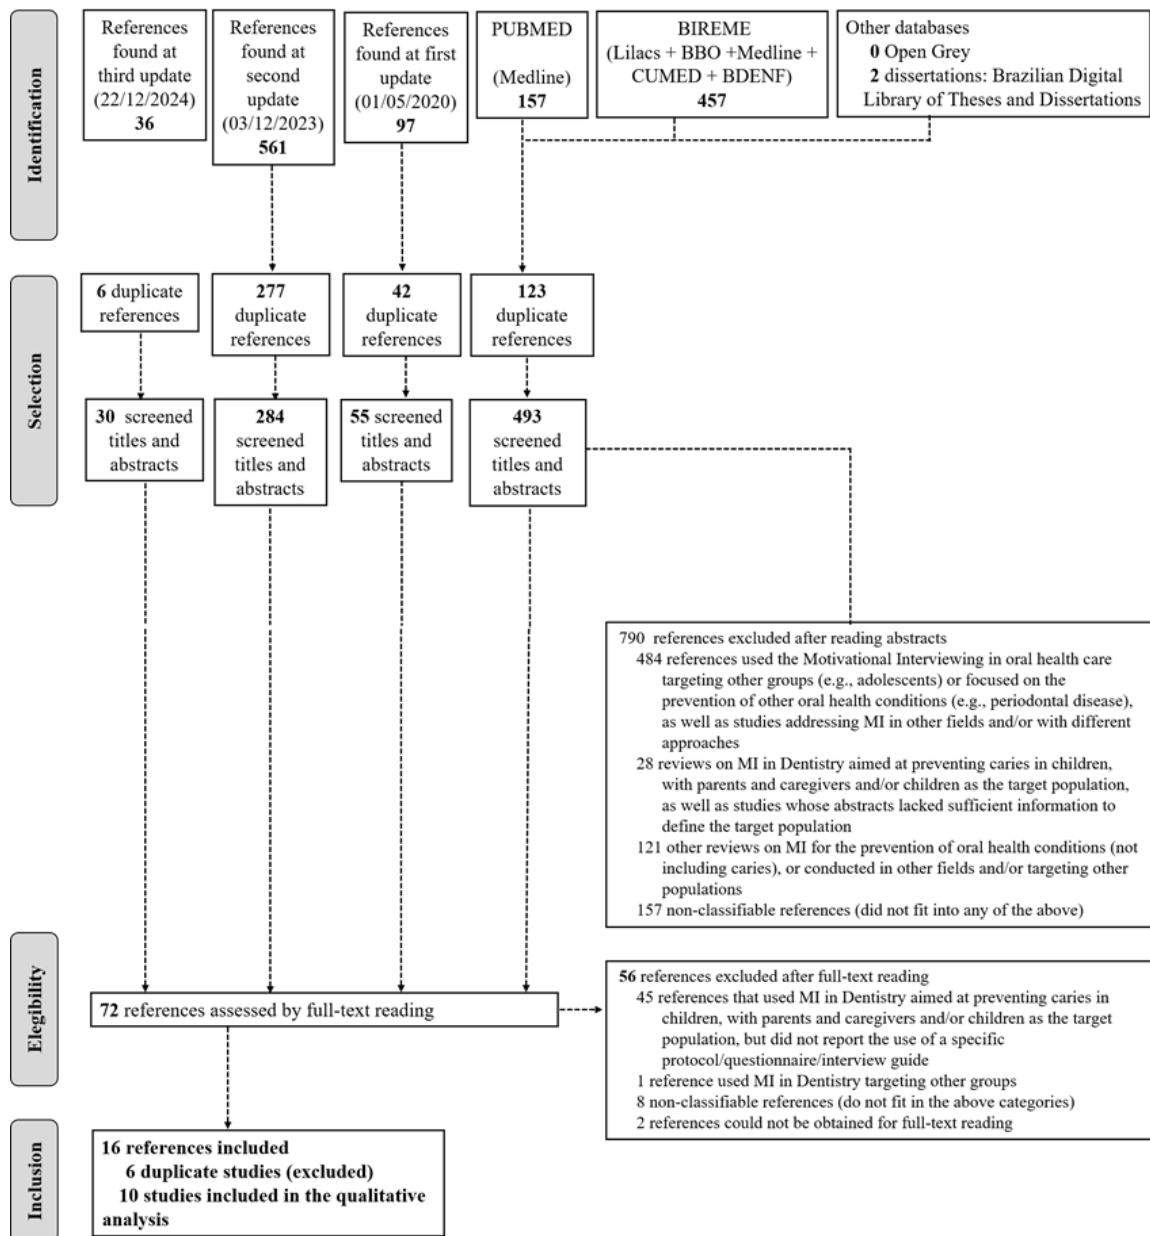 Identification
References
found at
third update
(22/12/2024)
36
References
found at
second
update
(03/12/2023)
561
References
found at first
update
(01/05/2020)
97
PUBMED
(Medline)
157
BIREME
(Lilacs + BBO +Medline +
CUMED + BDENF)
457
Other databases
0 Open Grey
2 dissertations: Brazilian Digital
Library of Theses and Dissertations
Selection
6 duplicate
references
277
duplicate
references
42
duplicate
references
123
duplicate
references
30 screened
titles and
abstracts
284
screened
titles and
abstracts
55 screened
titles and
abstracts
493
screened
titles and
abstracts
790 references excluded after reading abstracts
484 references used the Motivational Interviewing in oral health care
targeting other groups (e.g., adolescents) or focused on the
prevention of other oral health conditions (e.g., periodontal disease),
as well as studies addressing MI in other fields and/or with different
approaches
28 reviews on MI in Dentistry aimed at preventing caries in children,
with parents and caregivers and/or children as the target population,
as well as studies whose abstracts lacked sufficient information to
define the target population
121 other reviews on MI for the prevention of oral health conditions (not
including caries), or conducted in other fields and/or targeting other
populations
157 non-classifiable references (did not fit into any of the above)
Elegibility
72 references assessed by full-text reading
56 references excluded after full-text reading
45 references that used MI in Dentistry aimed at preventing caries in
children, with parents and caregivers and/or children as the target
population, but did not report the use of a specific
protocol/questionnaire/interview guide
1 reference used MI in Dentistry targeting other groups
8 non-classifiable references (do not fit in the above categories)
2 references could not be obtained for full-text reading
Inclusion
16 references included
6 duplicate studies (excluded)
10 studies included in the qualitative
analysis